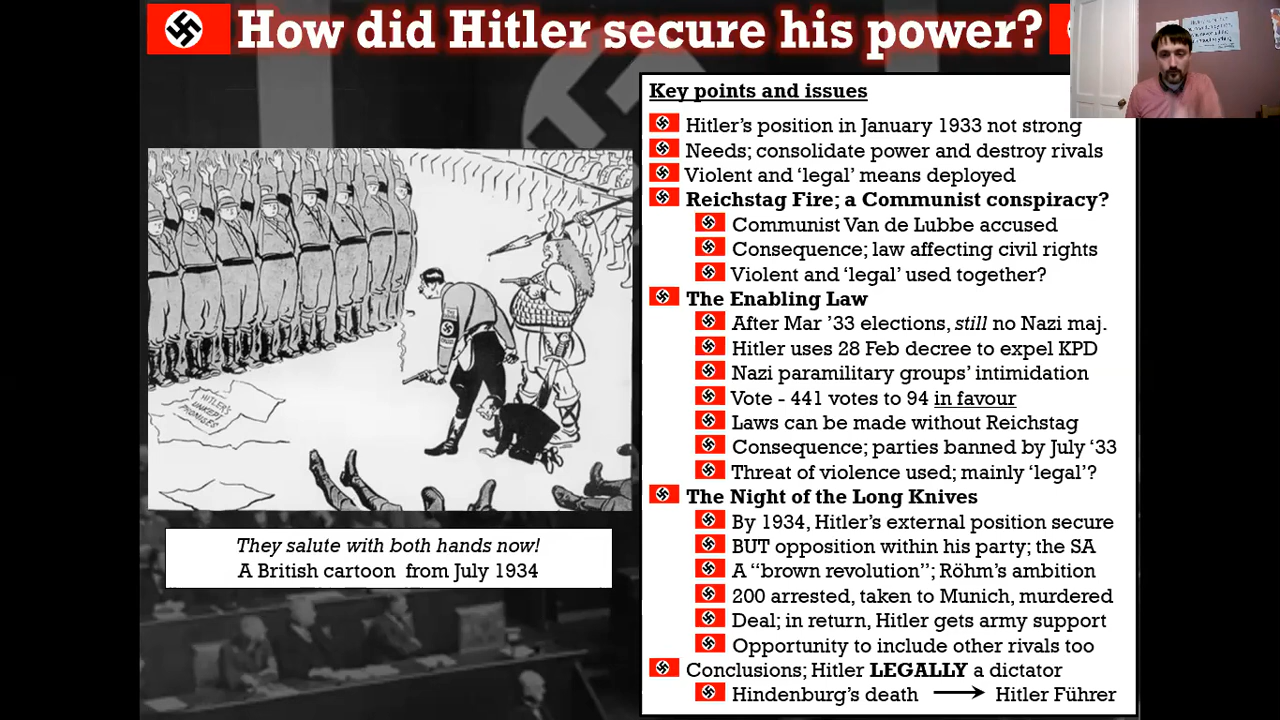 How did Hitler secure his power?
HITLER'S
UNKEPT
PROMISES
They salute with both hands now!
A British cartoon from July 1934
Key points and issues
Hitler's position in January 1933 not strong
Needs; consolidate power and destroy rivals
Violent and 'legal' means deployed
Reichstag Fire; a Communist conspiracy?
Communist Van de Lubbe accused
Consequence; law affecting civil rights
Violent and 'legal' used together?
The Enabling Law
After Mar '33 elections, still no Nazi maj.
Hitler uses 28 Feb decree to expel KPD
Nazi paramilitary groups' intimidation
Vote - 441 votes to 94 in favour
Laws can be made without Reichstag
Consequence; parties banned by July '33
Threat of violence used; mainly 'legal'?
The Night of the Long Knives
By 1934, Hitler's external position secure
BUT opposition within his party; the SA
A "brown revolution"; Röhm's ambition
200 arrested, taken to Munich, murdered
Deal; in return, Hitler gets army support
Opportunity to include other rivals too
Conclusions; Hitler LEGALLY a dictator
Hindenburg's death → Hitler Führer